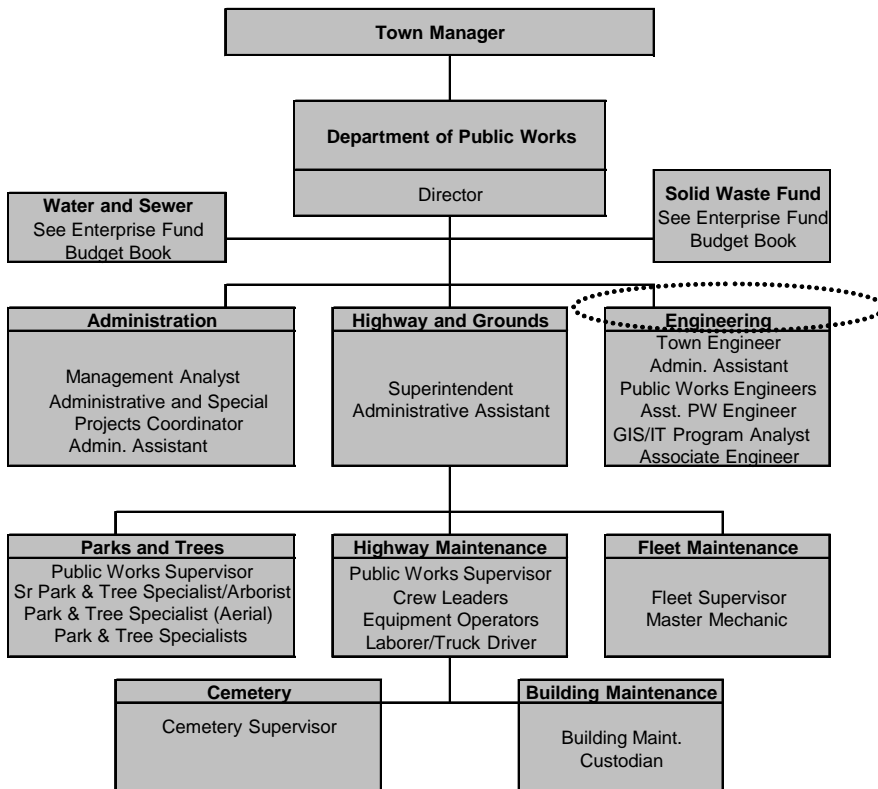 Town Manager
Department of Public Works
Director
Water and Sewer
See Enterprise Fund
Budget Book
Solid Waste Fund
See Enterprise Fund
Budget Book
Administration
Management Analyst
Administrative and Special
Projects Coordinator
Admin. Assistant
Highway and Grounds
Superintendent
Administrative Assistant
Engineering
Town Engineer
Admin. Assistant
Public Works Engineers
Asst. PW Engineer
GIS/IT Program Analyst
Associate Engineer
Parks and Trees
Public Works Supervisor
Sr Park & Tree Specialist/Arborist
Park & Tree Specialist (Aerial)
Park & Tree Specialists
Highway Maintenance
Public Works Supervisor
Crew Leaders
Equipment Operators
Laborer/Truck Driver
Fleet Maintenance
Fleet Supervisor
Master Mechanic
Cemetery
Cemetery Supervisor
Building Maintenance
Building Maint.
Custodian